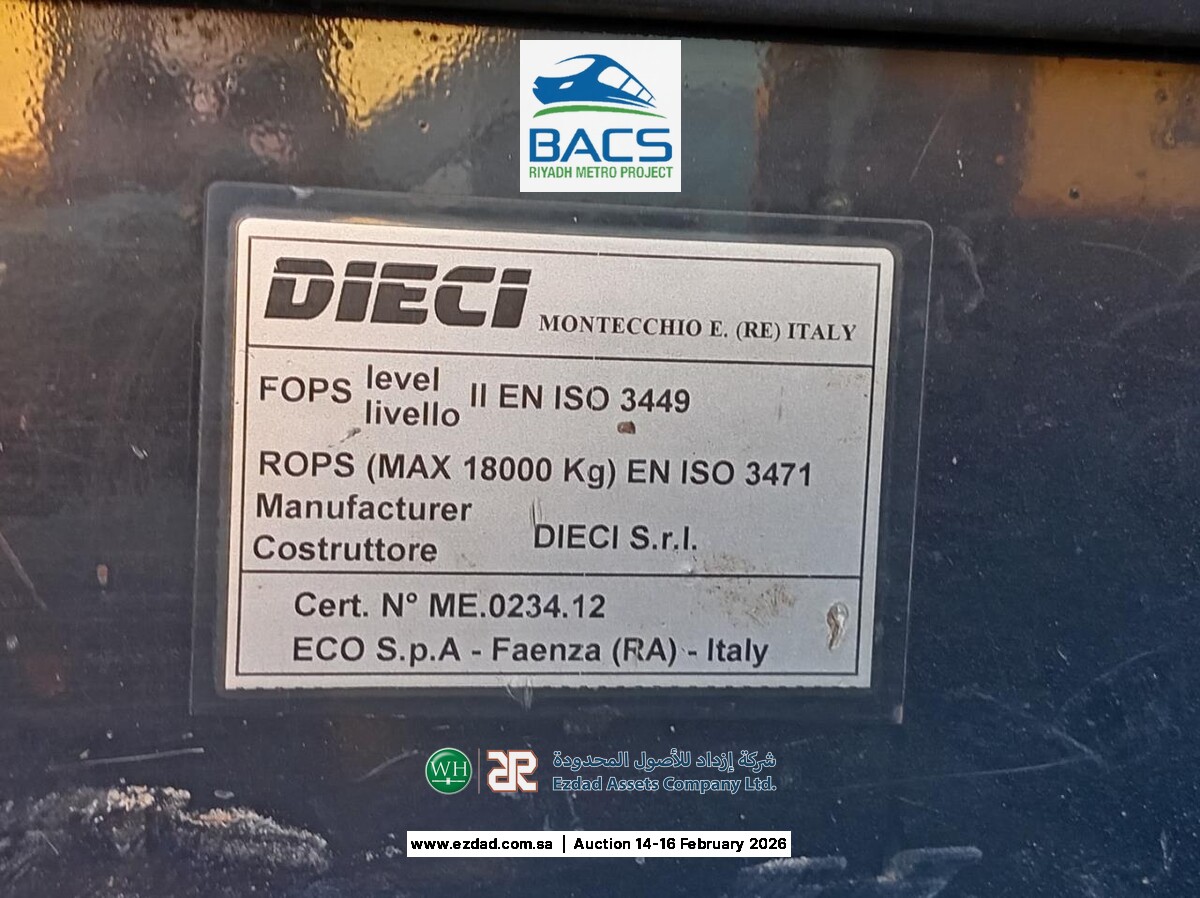 BACS
RIYADH METRO PROJECT
DIECI MONTECCHIO E. (RE) ITALY
FOPS level livello II EN ISO 3449
ROPS (MAX 18000 Kg) EN ISO 3471
Manufacturer
Costruttore DIECI S.r.l.
Cert. N° ME.0234.12
ECO S.p.A - Faenza (RA) - Italy
WH
شركة إزداد للأصول المحدودة
Ezdad Assets Company Ltd.
www.ezdad.com.sa | Auction 14-16 February 2026